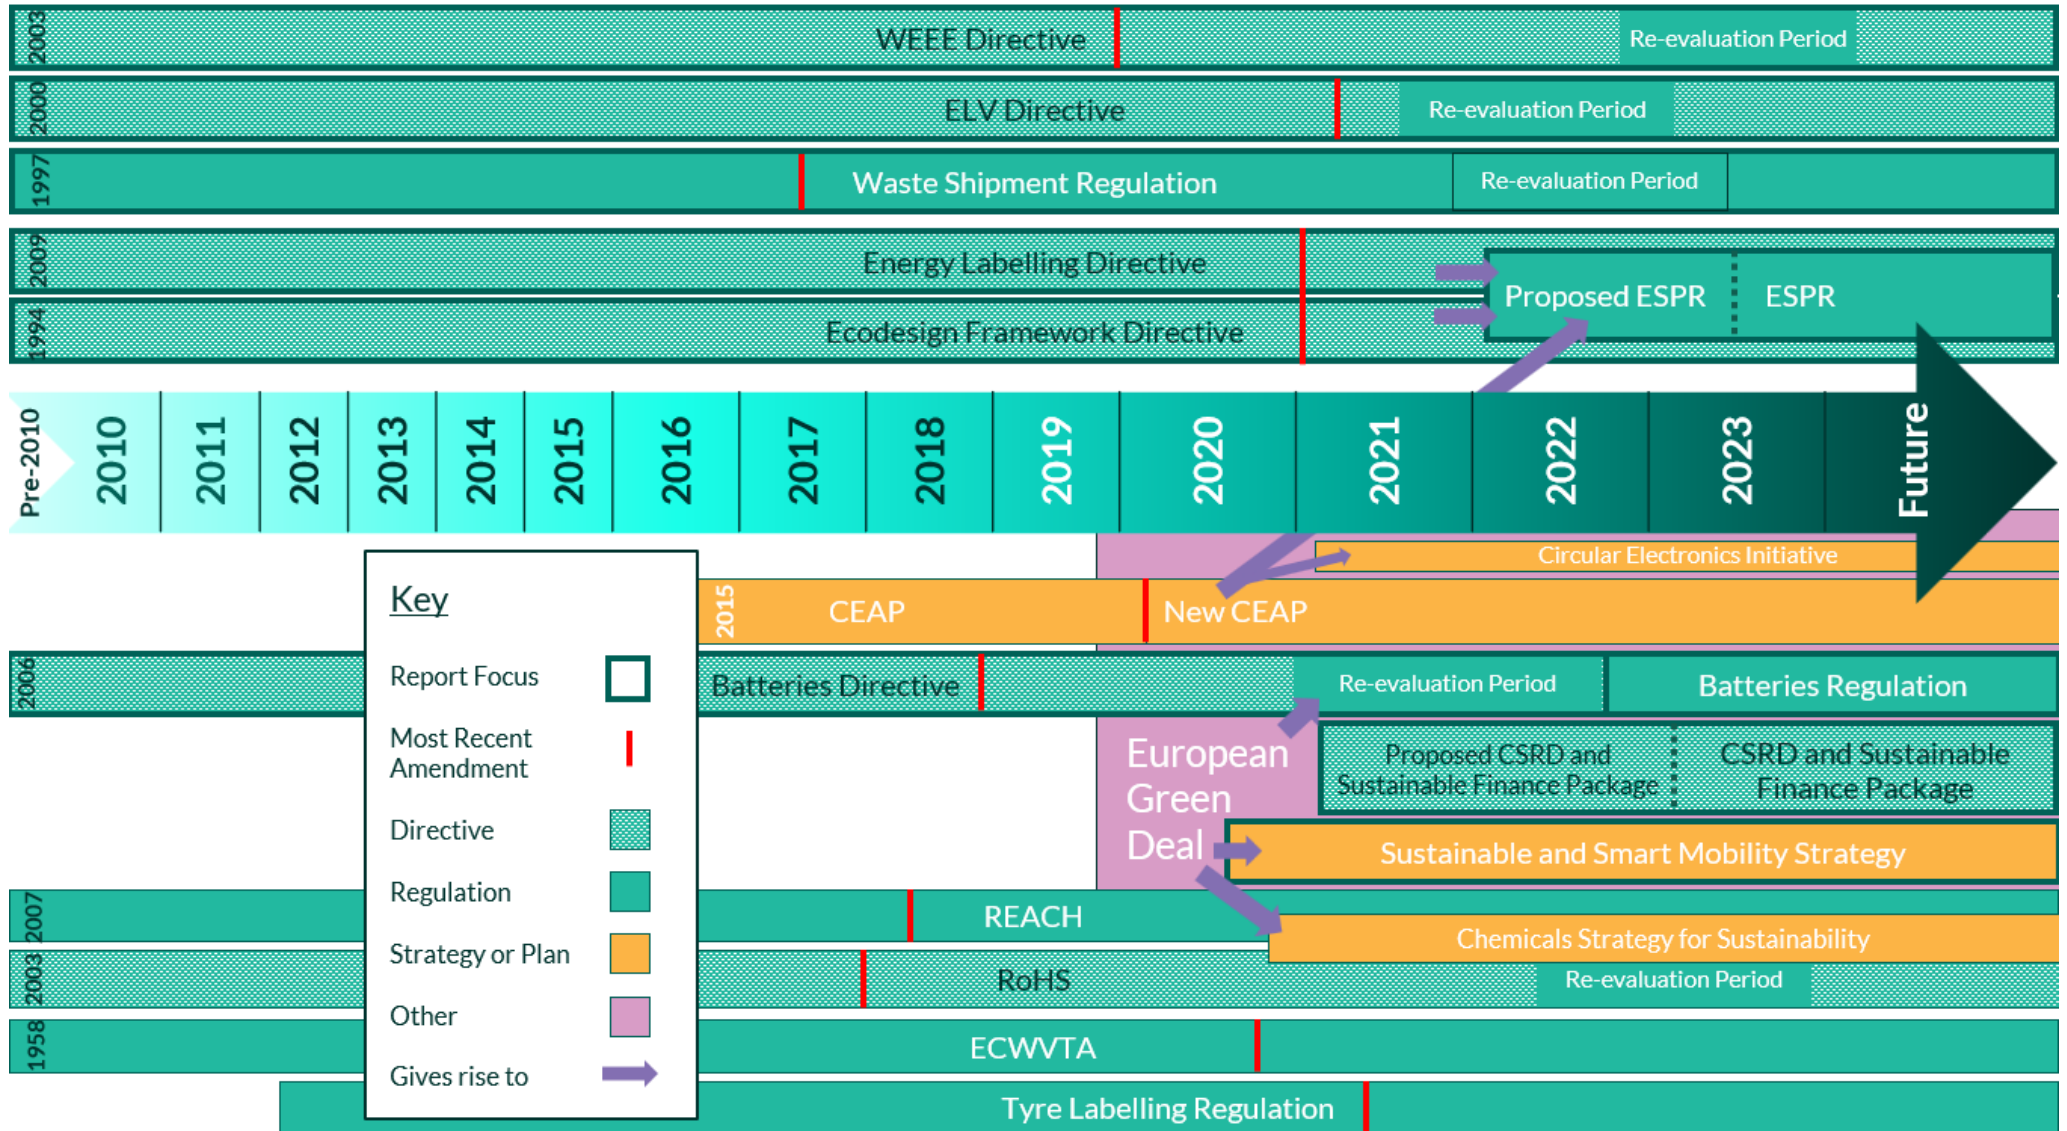 2003
WEEE Directive
Re-evaluation Period
2000
ELV Directive
Re-evaluation Period
1997
Waste Shipment Regulation
Re-evaluation Period
2009
Energy Labelling Directive
1994
Ecodesign Framework Directive
Proposed ESPR
ESPR
Pre-2010
2010
2011
2012
2013
2014
2015
2016
2017
2018
2019
2020
2021
2022
2023
Future
Circular Electronics Initiative
2015
CEAP
New CEAP
2006
Batteries Directive
Re-evaluation Period
Batteries Regulation
European
Green
Deal
Proposed CSRD and
Sustainable Finance Package
CSRD and Sustainable
Finance Package
Sustainable and Smart Mobility Strategy
2007
REACH
Chemicals Strategy for Sustainability
2003
RoHS
Re-evaluation Period
1958
ECWVTA
Tyre Labelling Regulation
Key
Report Focus
Most Recent
Amendment
Directive
Regulation
Strategy or Plan
Other
Gives rise to